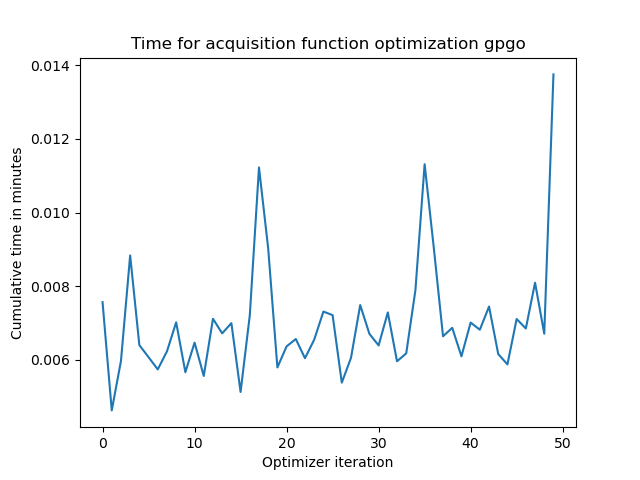 Time for acquisition function optimization gpgo
0.014
0.012
0.010
0.008
0.006
Cumulative time in minutes
0 10 20 30 40 50
Optimizer iteration